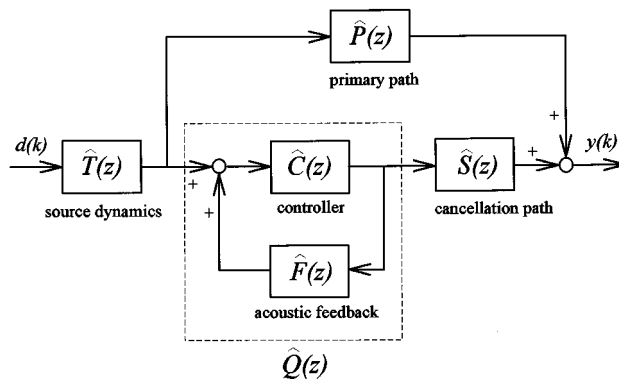 P̂(z)
primary path
+
d(k)
T̂(z)
source dynamics
+
+
Ĉ(z)
controller
Ŝ(z)
cancellation path
+
y(k)
F̂(z)
acoustic feedback
Q̂(z)